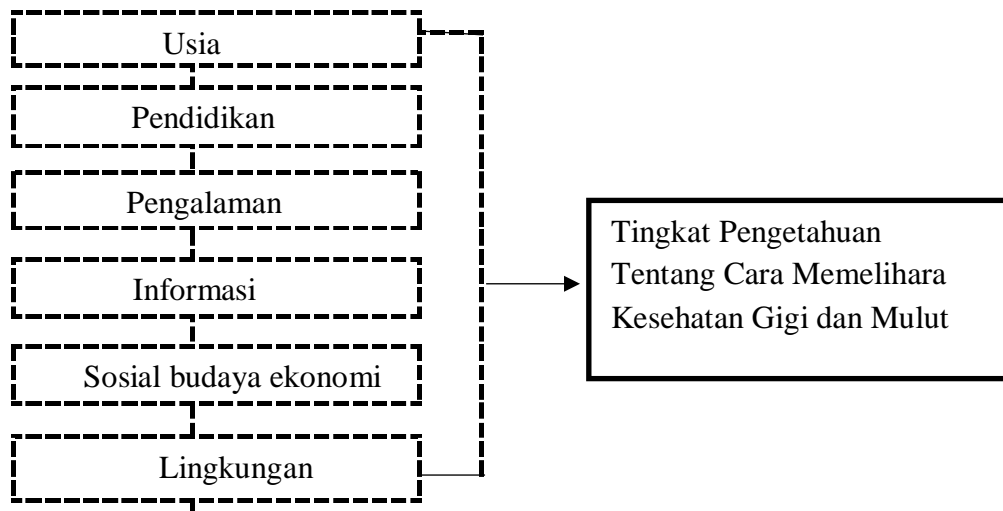 Usia
Pendidikan
Pengalaman
Informasi
Sosial budaya ekonomi
Lingkungan
Tingkat Pengetahuan
Tentang Cara Memelihara
Kesehatan Gigi dan Mulut